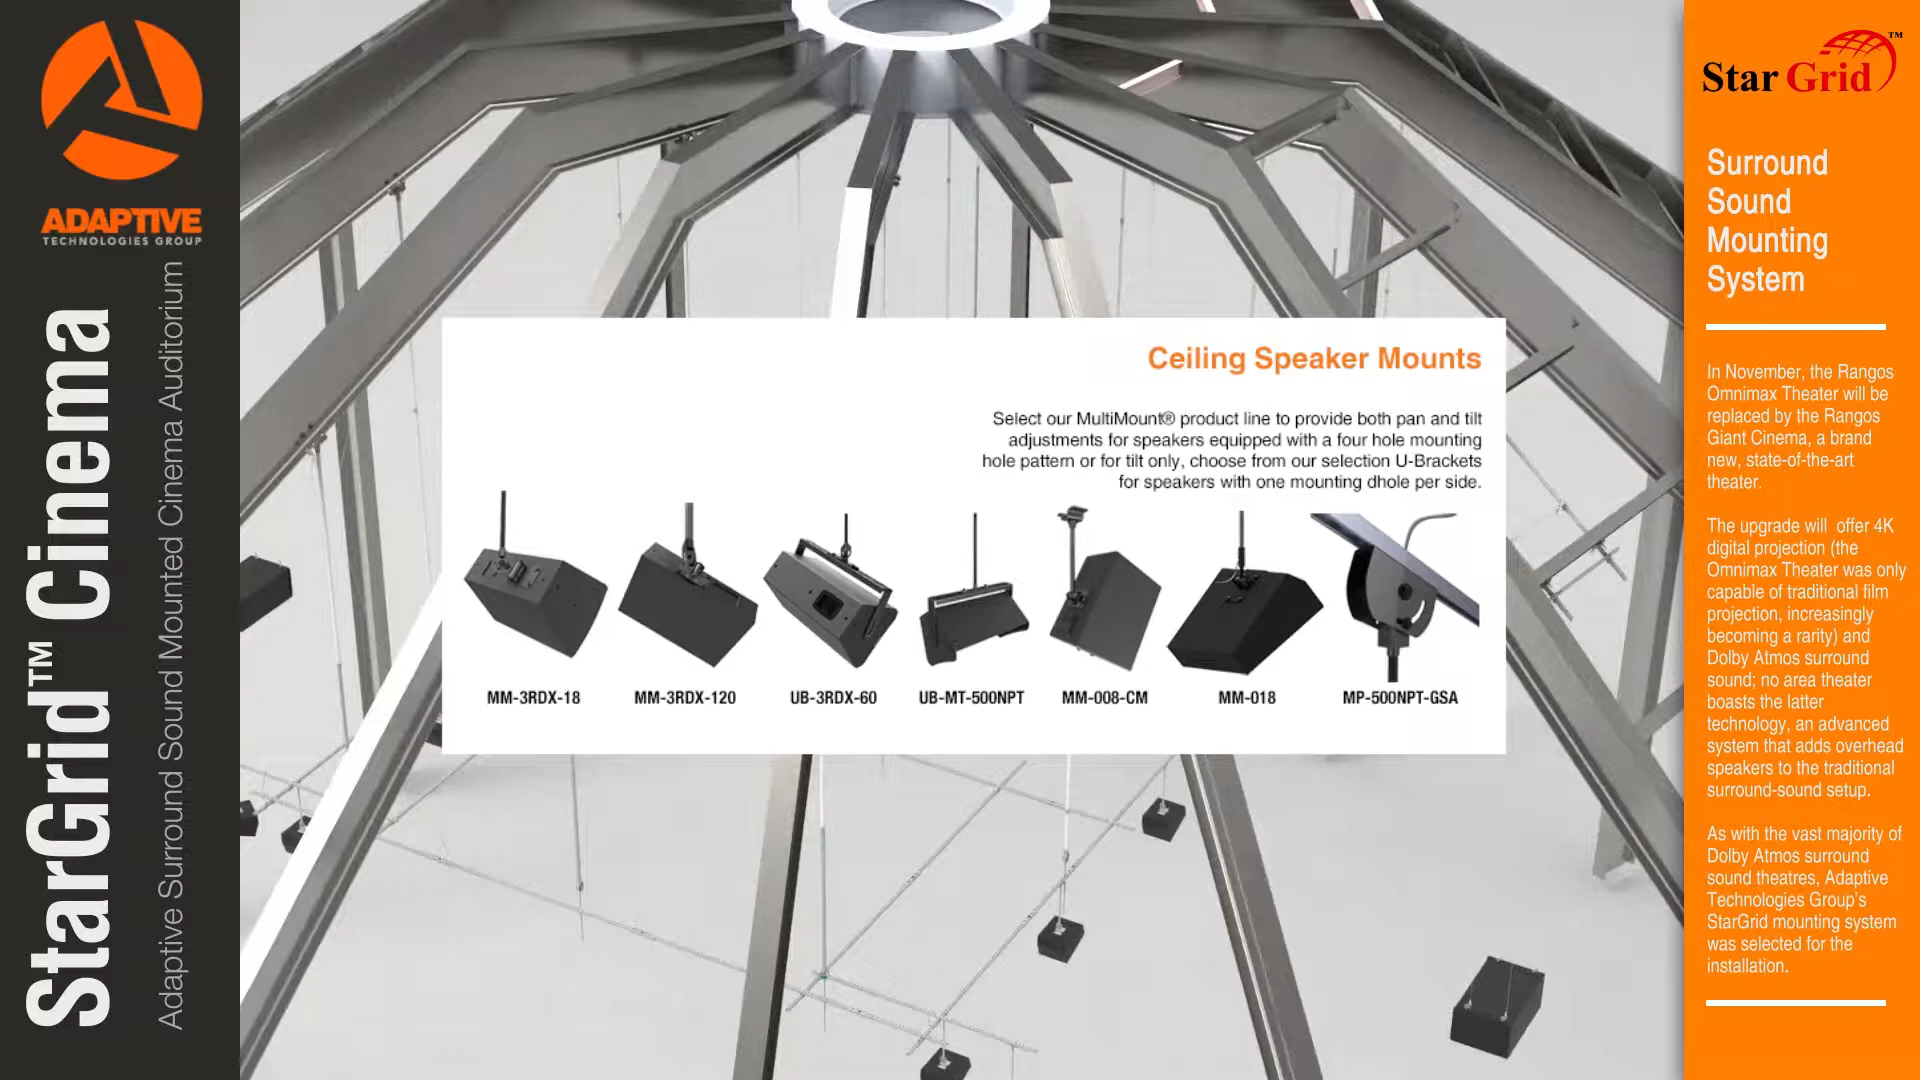 ADAPTIVE
TECHNOLOGIES GROUP
StarGrid™ Cinema
Adaptive Surround Sound Mounted Cinema Auditorium
Ceiling Speaker Mounts
Select our MultiMount® product line to provide both pan and tilt
adjustments for speakers equipped with a four hole mounting
hole pattern or for tilt only, choose from our selection U-Brackets
for speakers with one mounting dhole per side.
MM-3RDX-18 MM-3RDX-120 UB-3RDX-60 UB-MT-500NPT MM-008-CM MM-018 MP-500NPT-GSA
Star Grid™
Surround
Sound
Mounting
System
In November, the Rangos
Omnimax Theater will be
replaced by the Rangos
Giant Cinema, a brand
new, state-of-the-art
theater.
The upgrade will offer 4K
digital projection (the
Omnimax Theater was only
capable of traditional film
projection, increasingly
becoming a rarity) and
Dolby Atmos surround
sound; no area theater
boasts the latter
technology, an advanced
system that adds overhead
speakers to the traditional
surround-sound setup.
As with the vast majority of
Dolby Atmos surround
sound theatres, Adaptive
Technologies Group's
StarGrid mounting system
was selected for the
installation.